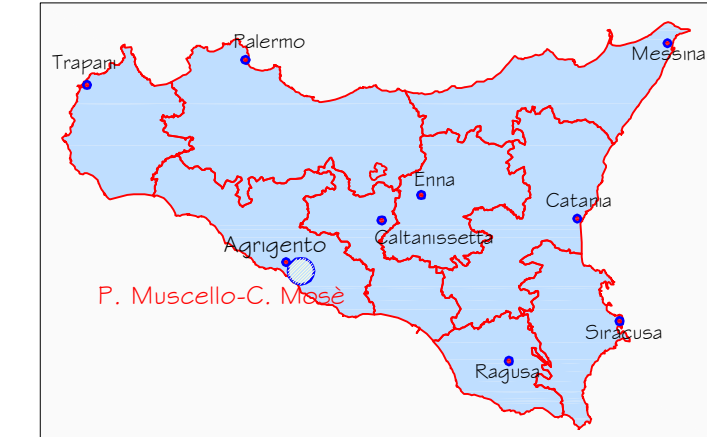 Palermo
Messina
Trapani
Enna
Catania
Caltanissetta
Agrigento
P. Muscello-C. Mosè
Siracusa
Ragusa